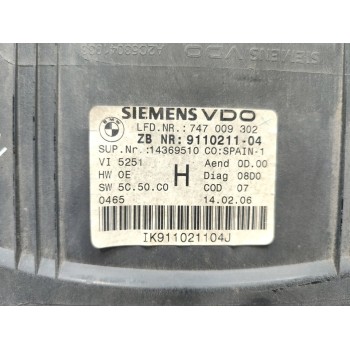 SIEMENS VDO
LFD.NR.: 747 009 302
ZB NR: 9110211-04
SUP.Nr.:14369510 CO:SPAIN-1
VI 5251 Aend 0D.00
HW 0E H Diag 08D0
SW 5C.50.C0 COD 07
0465 14.02.06
IK911021104J